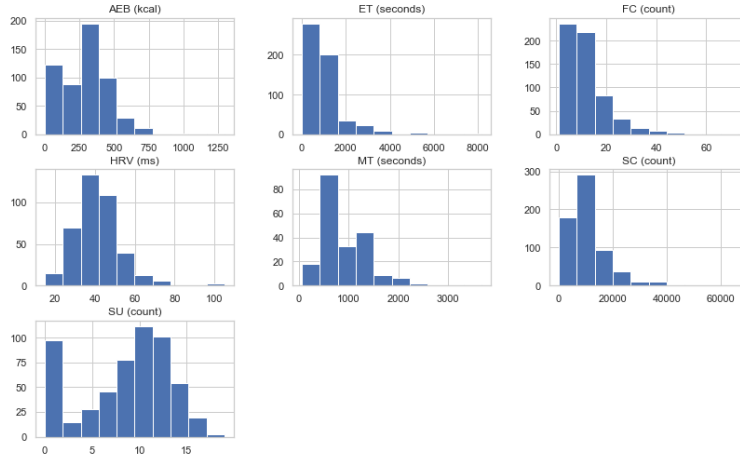 AEB (kcal)
200
150
100
50
0
0 250 500 750 1000 1250
ET (seconds)
200
100
0
0 2000 4000 6000 8000
FC (count)
200
150
100
50
0
0 20 40 60
HRV (ms)
100
50
0
20 40 60 80 100
MT (seconds)
80
60
40
20
0
0 1000 2000 3000
SC (count)
300
200
100
0
0 20000 40000 60000
SU (count)
100
75
50
25
0
0 5 10 15